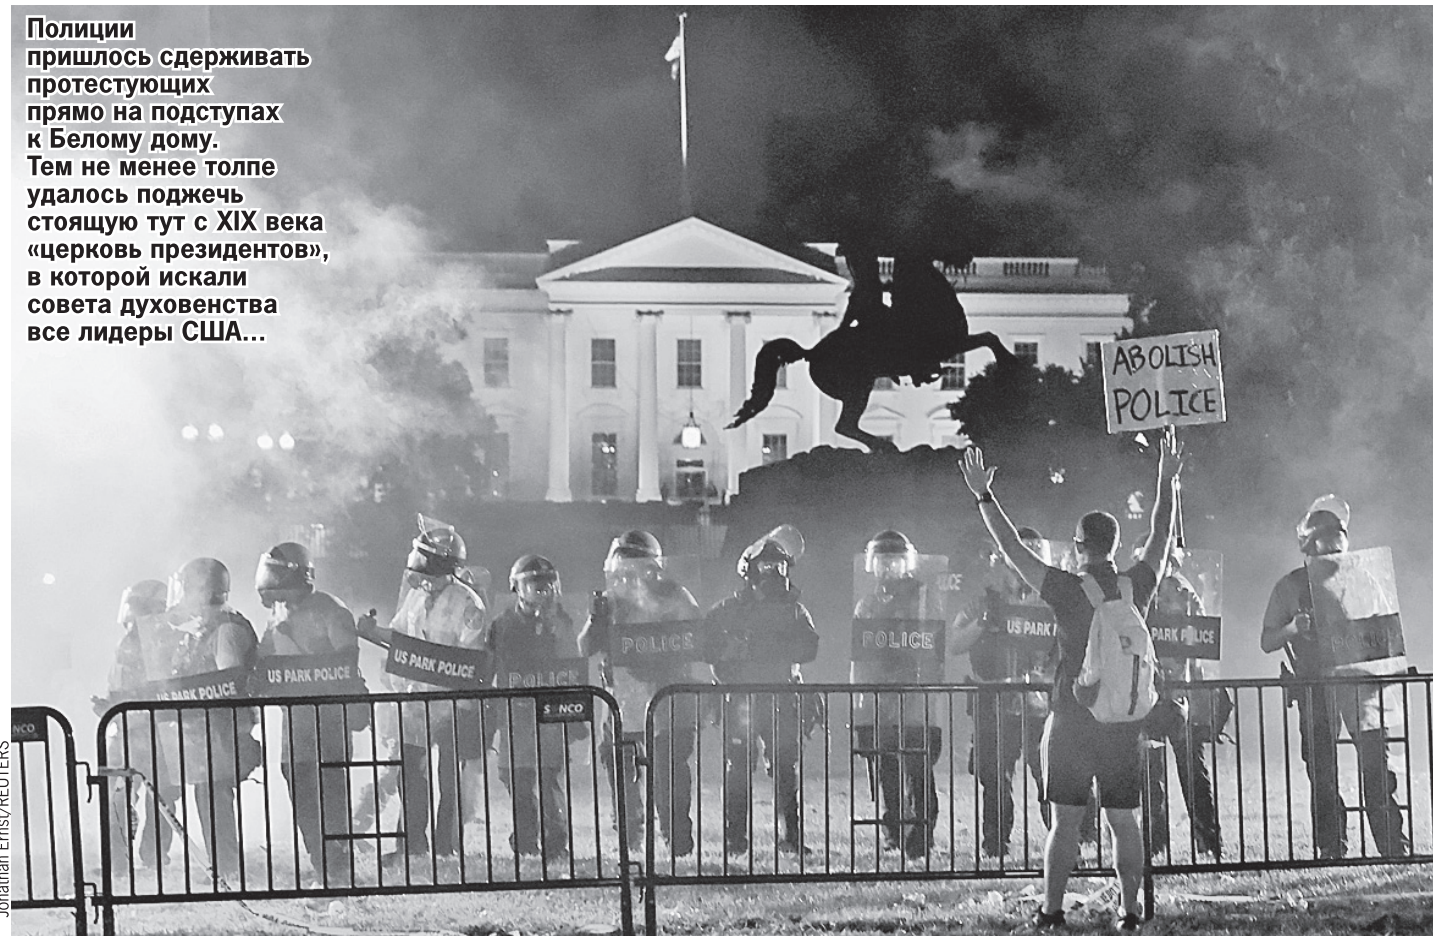 Полиции
пришлось сдерживать
протестующих
прямо на подступах
к Белому дому.
Тем не менее толпе
удалось поджечь
стоящую тут с XIX века
«церковь президентов»,
в которой искали
совета духовенства
все лидеры США...
ABOLISH
POLICE
US PARK POLICE
US PARK POLICE
US PARK POLICE
POLICE
POLICE
POLICE
US PARK
PARK POLICE
Jonathan Ernst/REUTERS